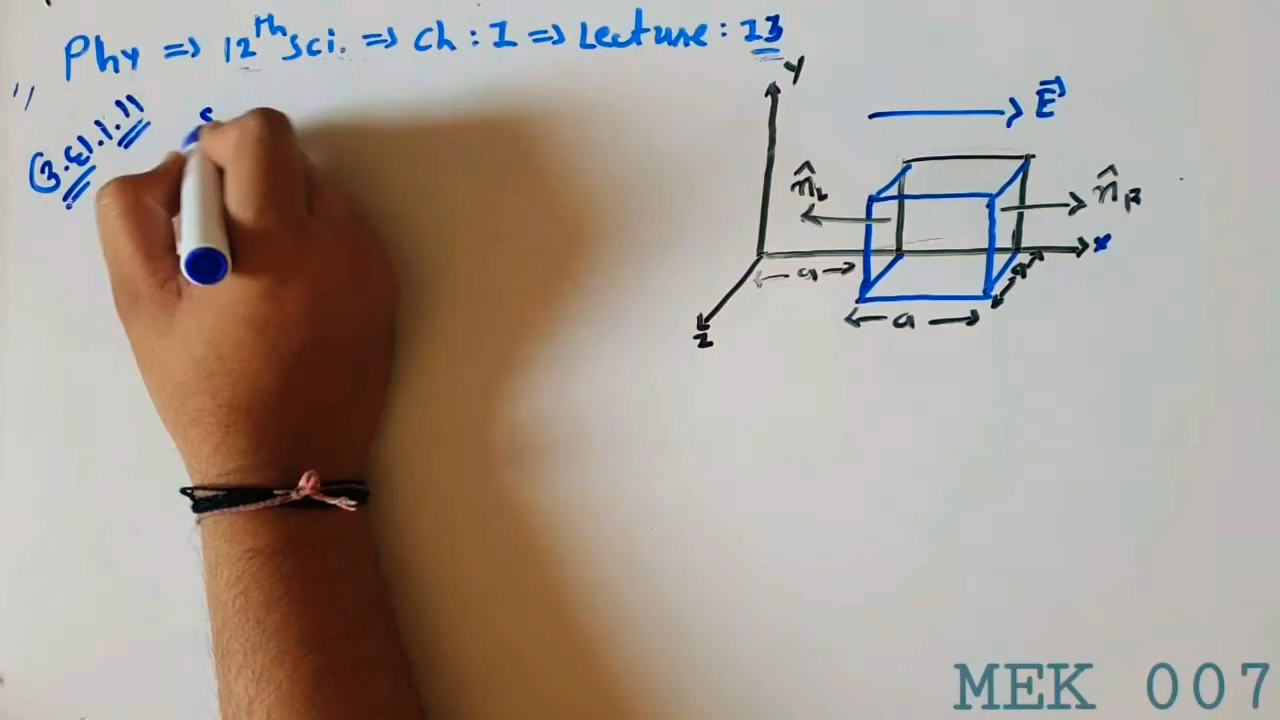 Phy => 12th sci. => Ch : 1 => Lecture : 13
1.11
Y
E
n̂L
n̂R
x
a
a
a
z
MEK 007